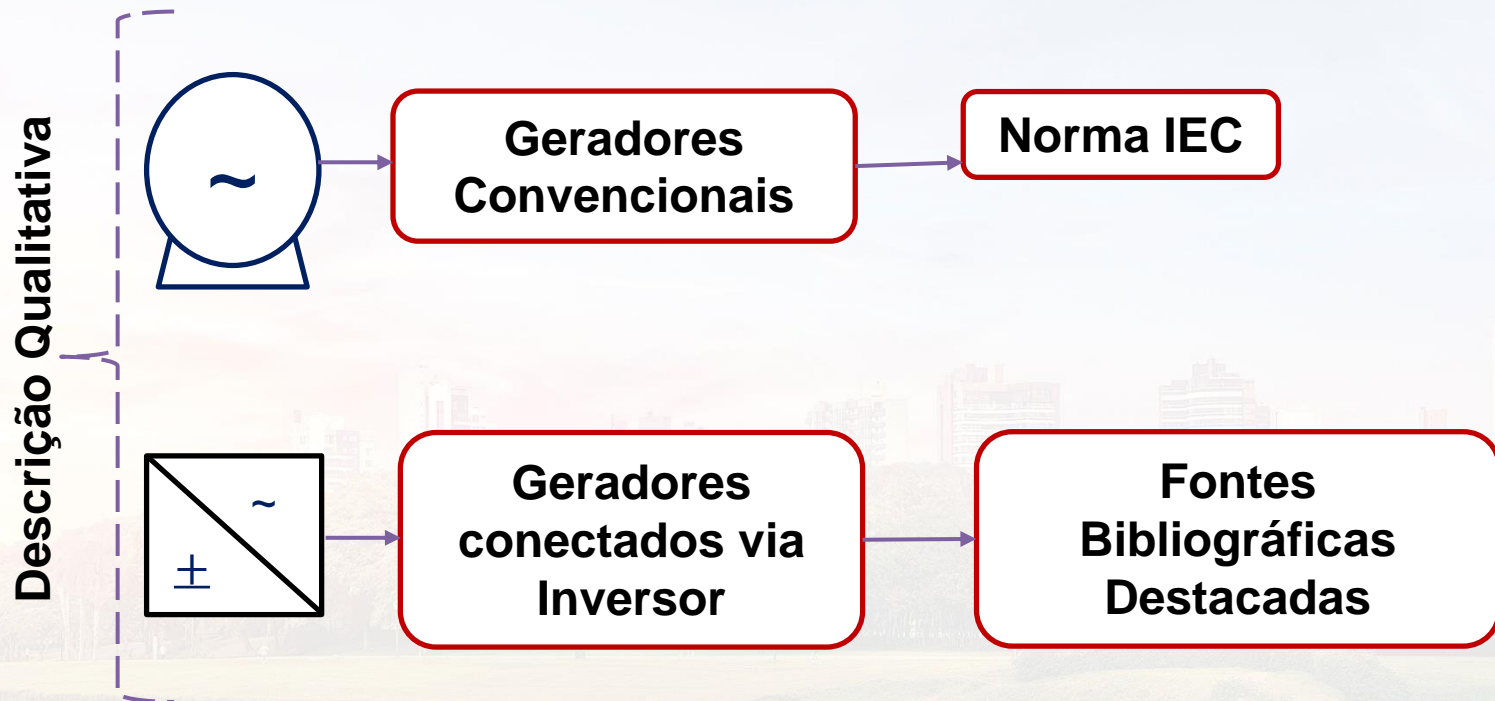 Descrição Qualitativa
~
Geradores
Convencionais
Norma IEC
~
±
Geradores
conectados via
Inversor
Fontes
Bibliográficas
Destacadas